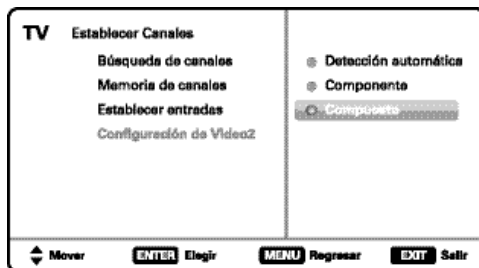 TV Establecer Canales
Búsqueda de canales
Memoria de canales
Establecer entradas
Configuración de Video2
Detección automática
Componente
Compuesto
Mover ENTER Elegir MENU Regresar EXIT Salir